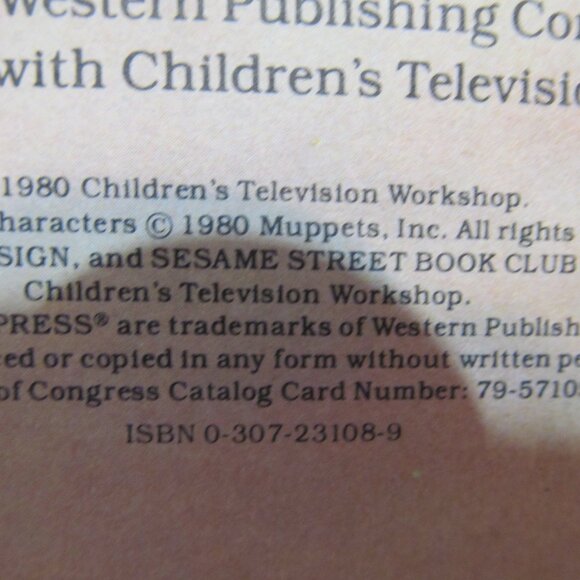 Western Publishing Co
with Children's Televisio
1980 Children's Television Workshop.
haracters © 1980 Muppets, Inc. All rights
SIGN, and SESAME STREET BOOK CLUB
Children's Television Workshop.
PRESS® are trademarks of Western Publish
ced or copied in any form without written pe
of Congress Catalog Card Number: 79-5710
ISBN 0-307-23108-9